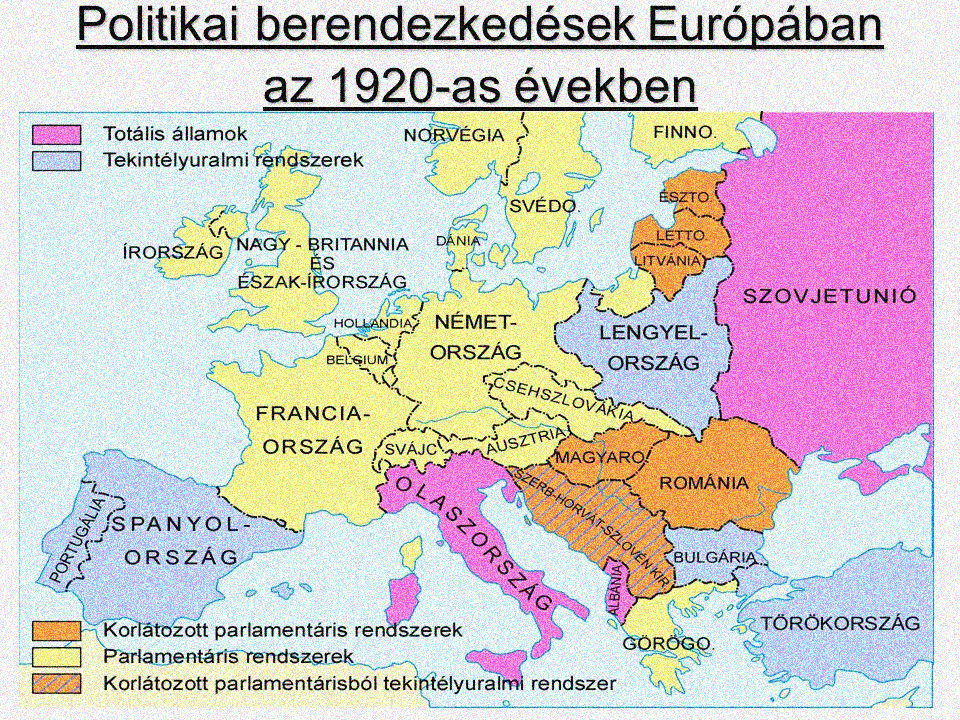 Politikai berendezkedések Európában
az 1920-as években
Totális államok
Tekintélyuralmi rendszerek
NORVÉGIA
FINNO.
SVÉDO.
ÉSZTO.
LETTO.
LITVÁNIA
ÍRORSZÁG
NAGY - BRITANNIA
ÉS
ÉSZAK-ÍRORSZÁG
DÁNIA
SZOVJETUNIÓ
HOLLANDIA
NÉMET-
ORSZÁG
LENGYEL-
ORSZÁG
BELGIUM
CSEHSZLOVÁKIA
FRANCIA-
ORSZÁG
SVÁJC
AUSZTRIA
MAGYARO.
ROMÁNIA
OLASZORSZÁG
SZERB-HORVÁT-SZLOVÉN KIR.
PORTUGÁLIA
SPANYOL-
ORSZÁG
BULGÁRIA
ALBÁNIA
GÖRÖGO.
TÖRÖKORSZÁG
Korlátozott parlamentáris rendszerek
Parlamentáris rendszerek
Korlátozott parlamentárisból tekintélyuralmi rendszer